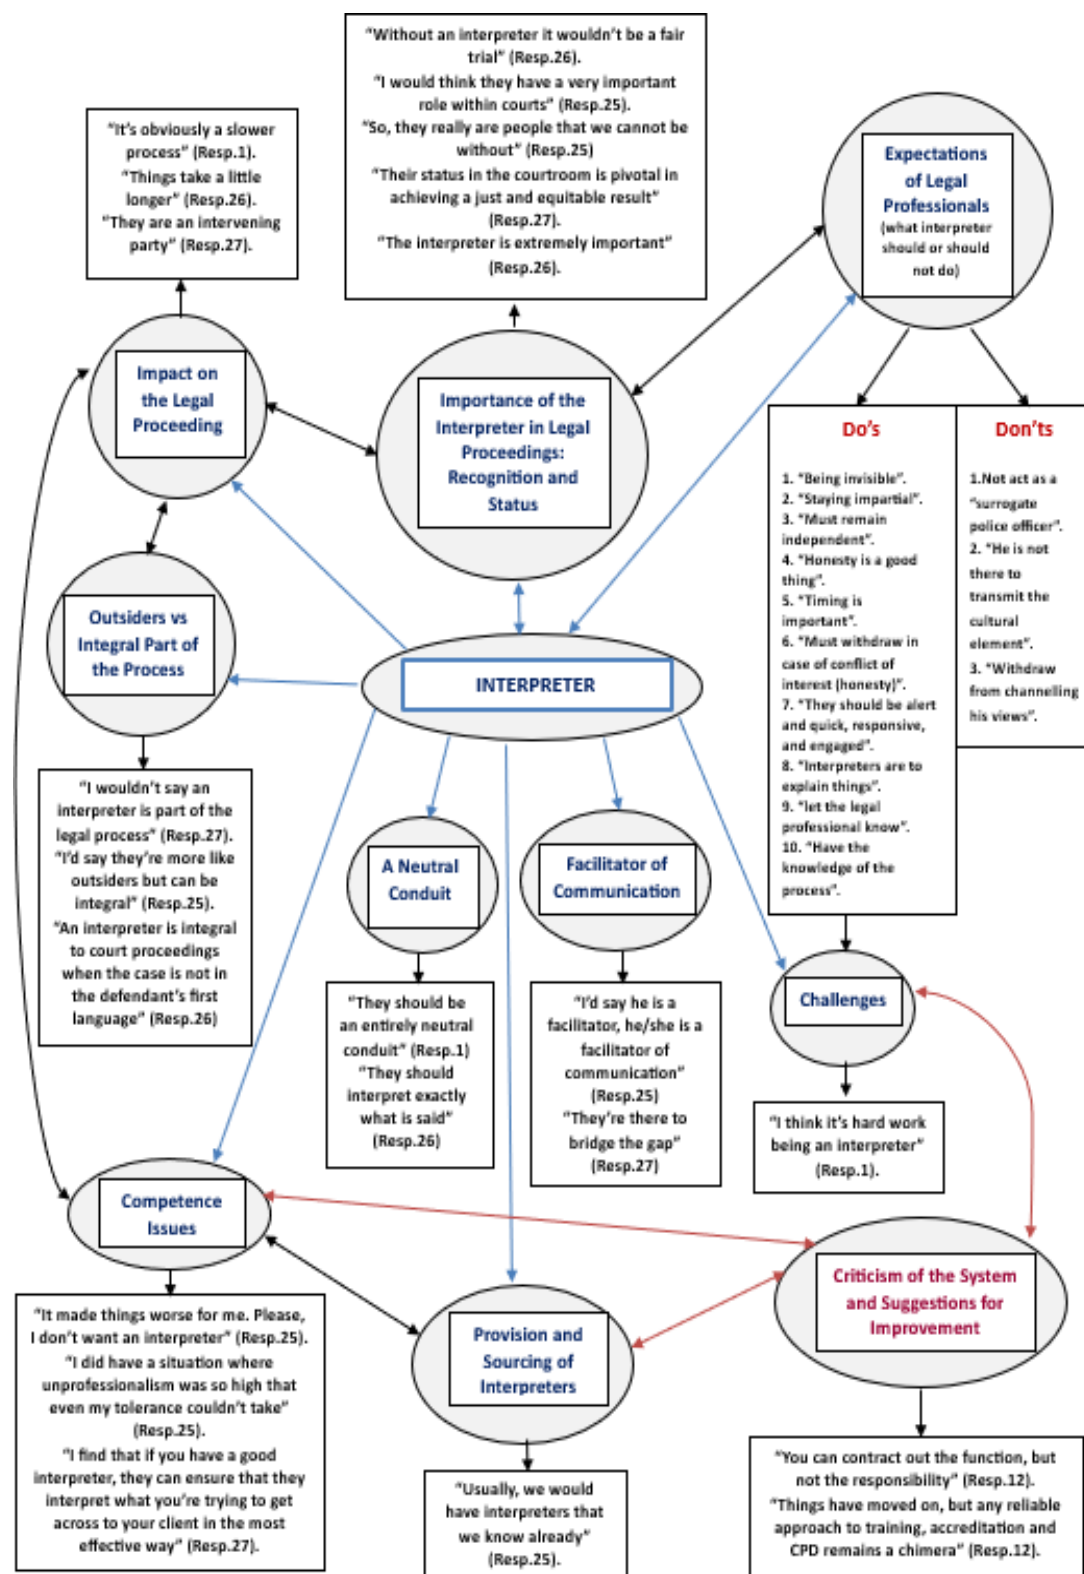 “Without an interpreter it wouldn’t be a fair
trial” (Resp.26).
“I would think they have a very important
role within courts” (Resp.25).
“So, they really are people that we cannot be
without” (Resp.25)
“Their status in the courtroom is pivotal in
achieving a just and equitable result”
(Resp.27).
“The interpreter is extremely important”
(Resp.26).
“It’s obviously a slower
process” (Resp.1).
“Things take a little
longer” (Resp.26).
“They are an intervening
party” (Resp.27).
Expectations
of Legal
Professionals
(what interpreter
should or should
not do)
Impact on
the Legal
Proceeding
Importance of the
Interpreter in Legal
Proceedings:
Recognition and
Status
Do’s
1. “Being invisible”.
2. “Staying impartial”.
3. “Must remain
independent”.
4. “Honesty is a good
thing”.
5. “Timing is
important”.
6. “Must withdraw in
case of conflict of
interest (honesty)”.
7. “They should be alert
and quick, responsive,
and engaged”.
8. “Interpreters are to
explain things”.
9. “let the legal
professional know”.
10. “Have the
knowledge of the
process”.
Don’ts
1.Not act as a
“surrogate
police officer”.
2. “He is not
there to
transmit the
cultural
element”.
3. “Withdraw
from channelling
his views”.
Outsiders vs
Integral Part of
the Process
INTERPRETER
“I wouldn’t say an
interpreter is part of the
legal process” (Resp.27).
“I’d say they’re more like
outsiders but can be
integral” (Resp.25).
“An interpreter is integral
to court proceedings
when the case is not in
the defendant’s first
language” (Resp.26)
A Neutral
Conduit
Facilitator of
Communication
“They should be
an entirely neutral
conduit” (Resp.1)
“They should
interpret exactly
what is said”
(Resp.26)
“I’d say he is a
facilitator, he/she is a
facilitator of
communication”
(Resp.25)
“They’re there to
bridge the gap”
(Resp.27)
Challenges
“I think it’s hard work
being an interpreter”
(Resp.1).
Competence
Issues
Provision and
Sourcing of
Interpreters
Criticism of the System
and Suggestions for
Improvement
“It made things worse for me. Please,
I don’t want an interpreter” (Resp.25).
“I did have a situation where
unprofessionalism was so high that
even my tolerance couldn’t take”
(Resp.25).
“I find that if you have a good
interpreter, they can ensure that they
interpret what you’re trying to get
across to your client in the most
effective way” (Resp.27).
“Usually, we would
have interpreters that
we know already”
(Resp.25).
“You can contract out the function, but
not the responsibility” (Resp.12).
“Things have moved on, but any reliable
approach to training, accreditation and
CPD remains a chimera” (Resp.12).